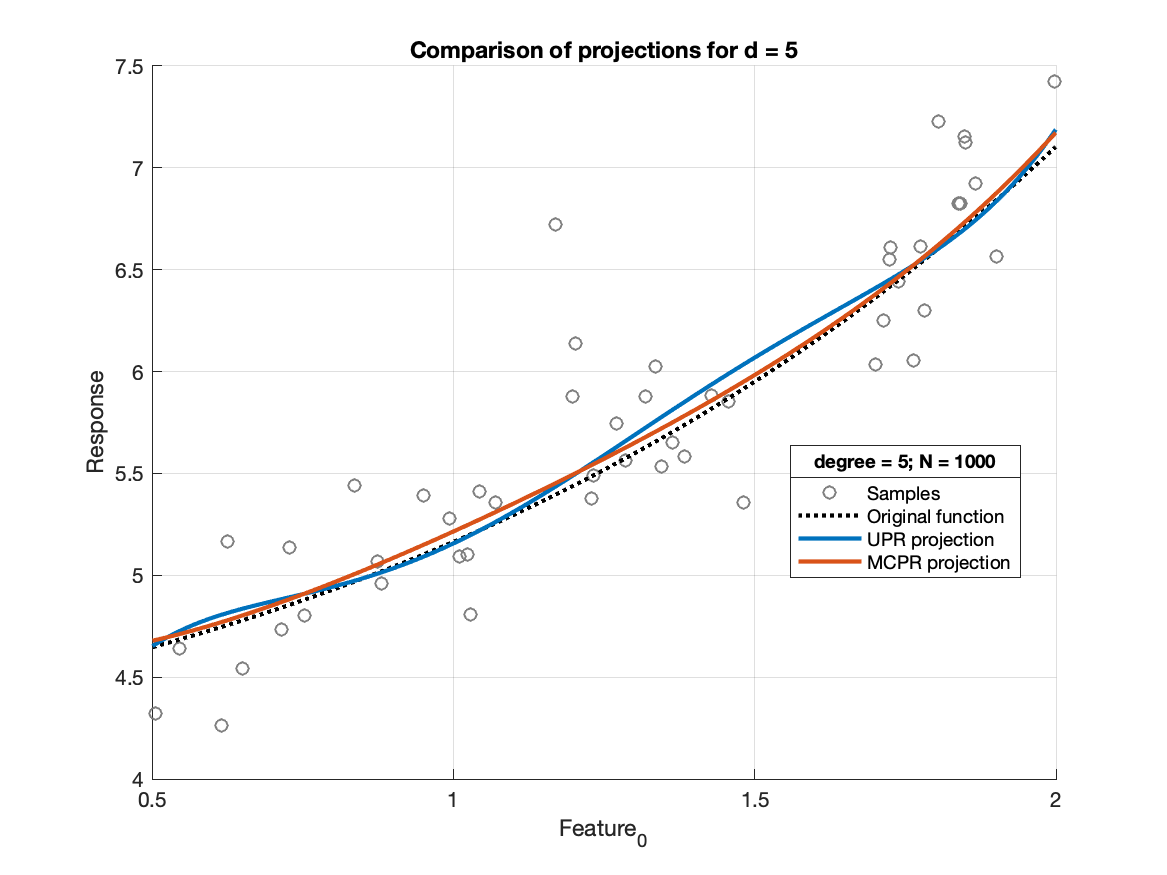 Comparison of projections for d = 5
7.5
7
6.5
6
5.5
5
4.5
4
Response
0.5
1
1.5
2
Feature₀
degree = 5; N = 1000
Samples
Original function
UPR projection
MCPR projection